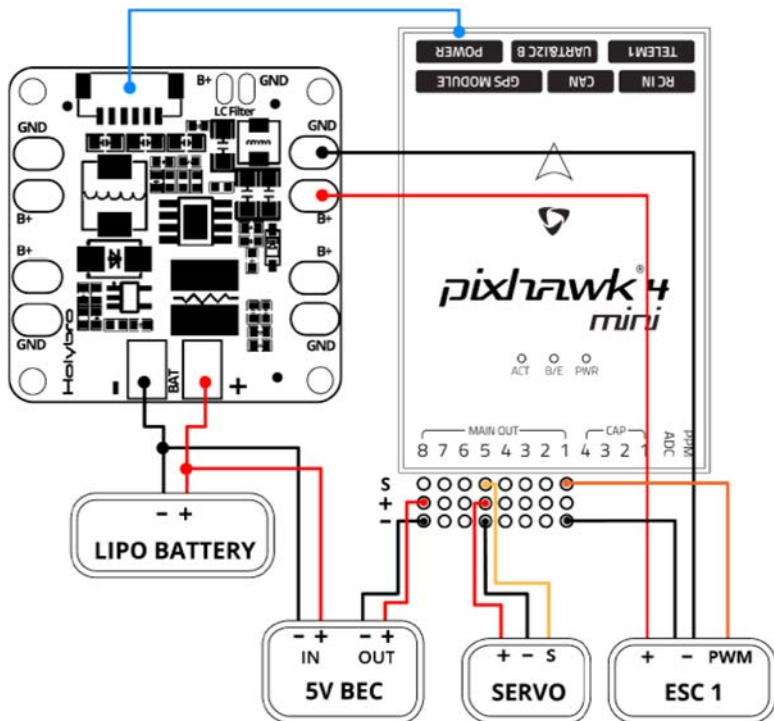 POWER UART&I2C B TELEM1
GPS MODULE CAN RC IN
B+ GND
LC Filter
GND GND
B+ B+
B+ B+
GND GND
pixhawk®4
mini
ACT B/E PWR
Holybro
- BAT +
MAIN OUT CAP
8 7 6 5 4 3 2 1 4 3 2 1 ADC PPM
S
+
-
- +
LIPO BATTERY
- + - +
IN OUT
5V BEC
+ - S
SERVO
+ - PWM
ESC 1